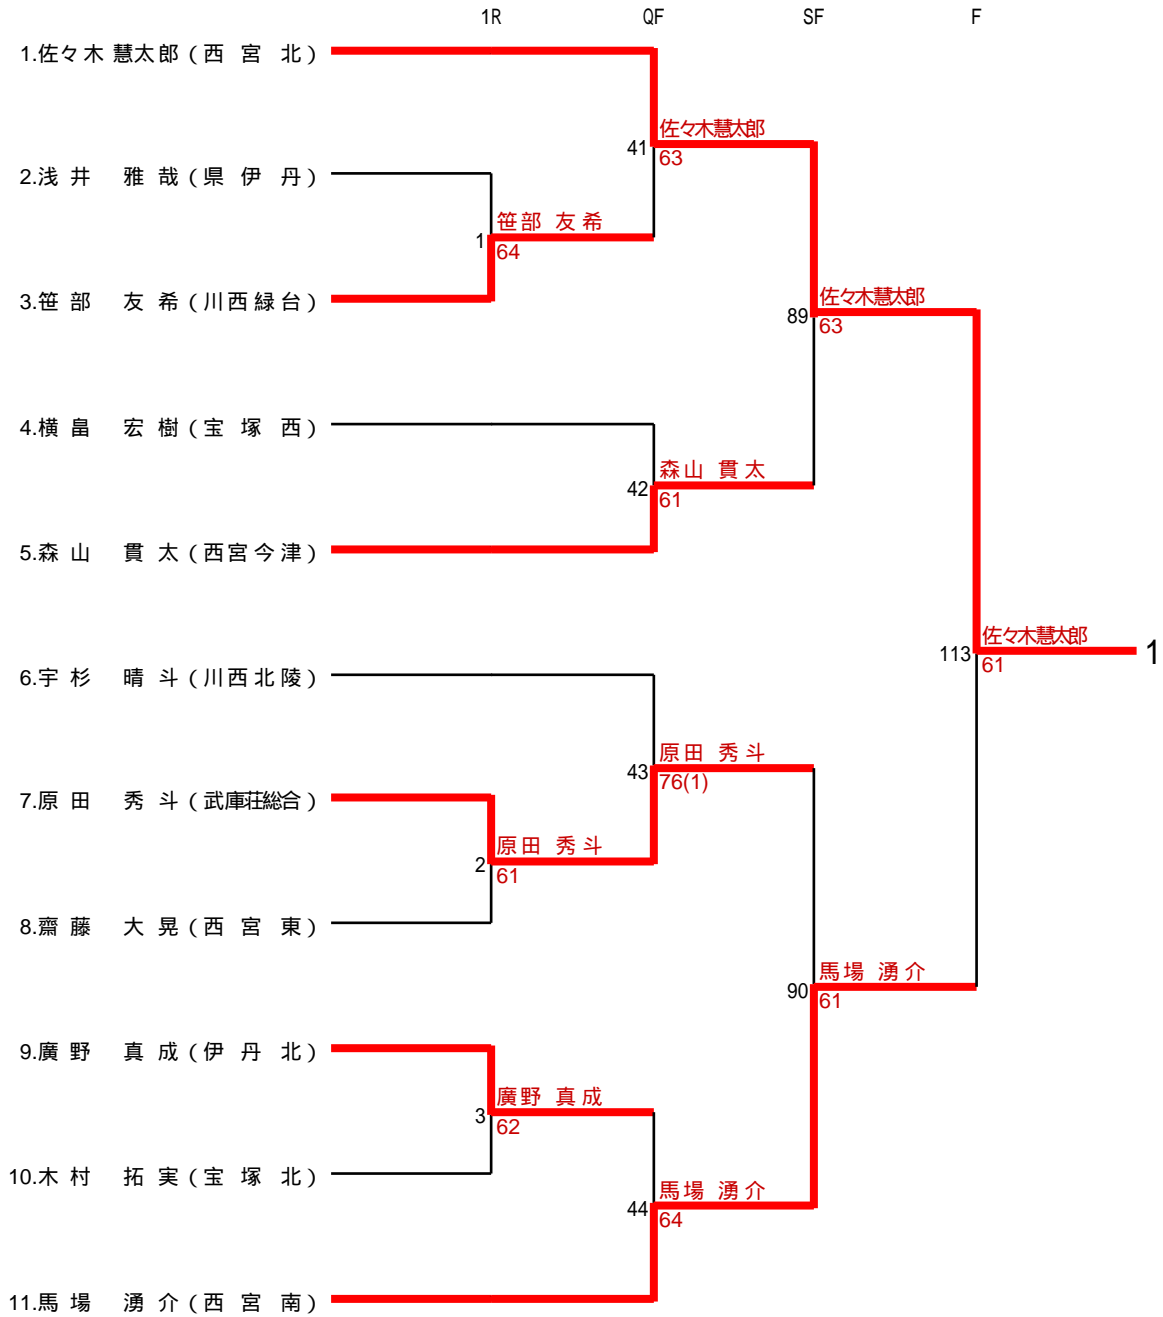 1R QF SF F
1.佐々木 慧太郎 ( 西 宮 北 )
佐々木慧太郎
41
63
2.浅 井 雅 哉 ( 県 伊 丹 )
笹部 友希
1
64
3.笹 部 友 希 ( 川西緑台 )
佐々木慧太郎
89
63
4.横 畠 宏 樹 ( 宝 塚 西 )
森山 貫太
42
61
5.森 山 貫 太 ( 西宮今津 )
佐々木慧太郎
113
61
1
6.宇 杉 晴 斗 ( 川西北陵 )
原田 秀斗
43
76(1)
7.原 田 秀 斗 ( 武庫荘総合 )
原田 秀斗
2
61
8.齋 藤 大 晃 ( 西 宮 東 )
馬場 湧介
90
61
9.廣 野 真 成 ( 伊 丹 北 )
廣野 真成
3
62
10.木 村 拓 実 ( 宝 塚 北 )
馬場 湧介
44
64
11.馬 場 湧 介 ( 西 宮 南 )